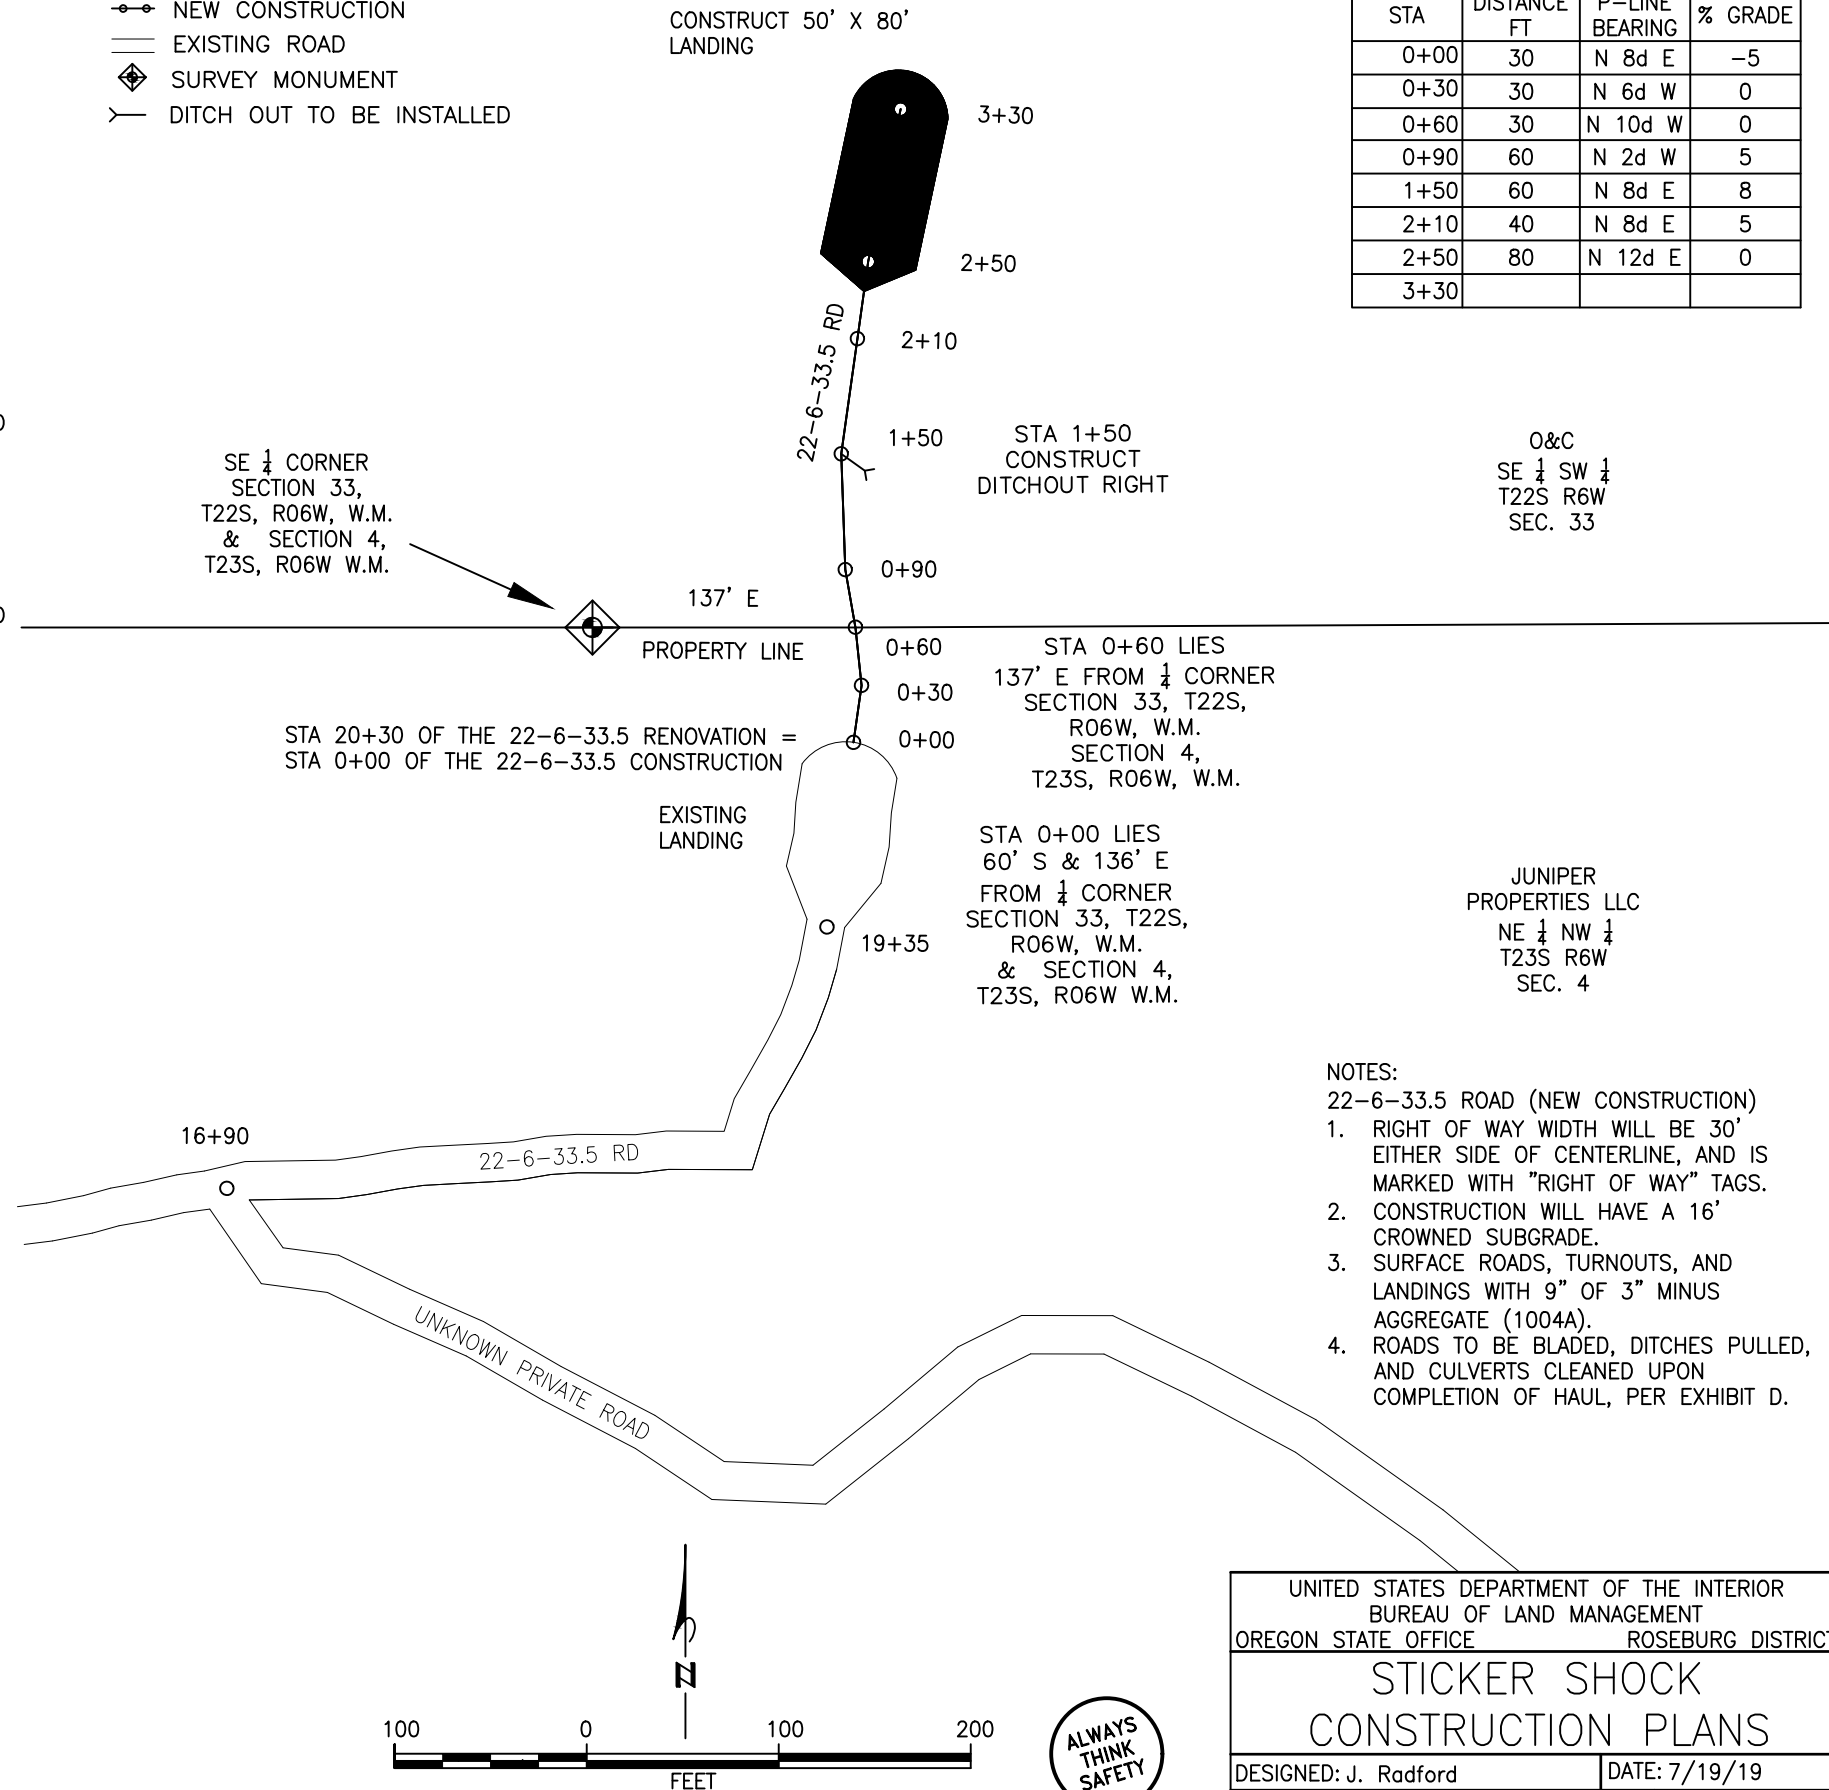 NEW CONSTRUCTION
EXISTING ROAD
SURVEY MONUMENT
DITCH OUT TO BE INSTALLED
CONSTRUCT 50' X 80'
LANDING
STA DISTANCE FT P-LINE BEARING % GRADE
0+00 30 N 8d E -5
0+30 30 N 6d W 0
0+60 30 N 10d W 0
0+90 60 N 2d W 5
1+50 60 N 8d E 8
2+10 40 N 8d E 5
2+50 80 N 12d E 0
3+30
3+30
2+50
2+10
22-6-33.5 RD
1+50
STA 1+50
CONSTRUCT
DITCHOUT RIGHT
O&C
SE 1/4 SW 1/4
T22S R6W
SEC. 33
SE 1/4 CORNER
SECTION 33,
T22S, R06W, W.M.
& SECTION 4,
T23S, R06W W.M.
0+90
137' E
PROPERTY LINE
0+60
STA 0+60 LIES
137' E FROM 1/4 CORNER
SECTION 33, T22S,
R06W, W.M.
SECTION 4,
T23S, R06W, W.M.
0+30
STA 20+30 OF THE 22-6-33.5 RENOVATION =
STA 0+00 OF THE 22-6-33.5 CONSTRUCTION
0+00
EXISTING
LANDING
STA 0+00 LIES
60' S & 136' E
FROM 1/4 CORNER
SECTION 33, T22S,
R06W, W.M.
& SECTION 4,
T23S, R06W W.M.
19+35
JUNIPER
PROPERTIES LLC
NE 1/4 NW 1/4
T23S R6W
SEC. 4
16+90
22-6-33.5 RD
UNKNOWN PRIVATE ROAD
NOTES:
22-6-33.5 ROAD (NEW CONSTRUCTION)
1. RIGHT OF WAY WIDTH WILL BE 30'
EITHER SIDE OF CENTERLINE, AND IS
MARKED WITH "RIGHT OF WAY" TAGS.
2. CONSTRUCTION WILL HAVE A 16'
CROWNED SUBGRADE.
3. SURFACE ROADS, TURNOUTS, AND
LANDINGS WITH 9" OF 3" MINUS
AGGREGATE (1004A).
4. ROADS TO BE BLADED, DITCHES PULLED,
AND CULVERTS CLEANED UPON
COMPLETION OF HAUL, PER EXHIBIT D.
N
100 0 100 200
FEET
ALWAYS
THINK
SAFETY
UNITED STATES DEPARTMENT OF THE INTERIOR
BUREAU OF LAND MANAGEMENT
OREGON STATE OFFICE ROSEBURG DISTRICT
STICKER SHOCK
CONSTRUCTION PLANS
DESIGNED: J. Radford DATE: 7/19/19